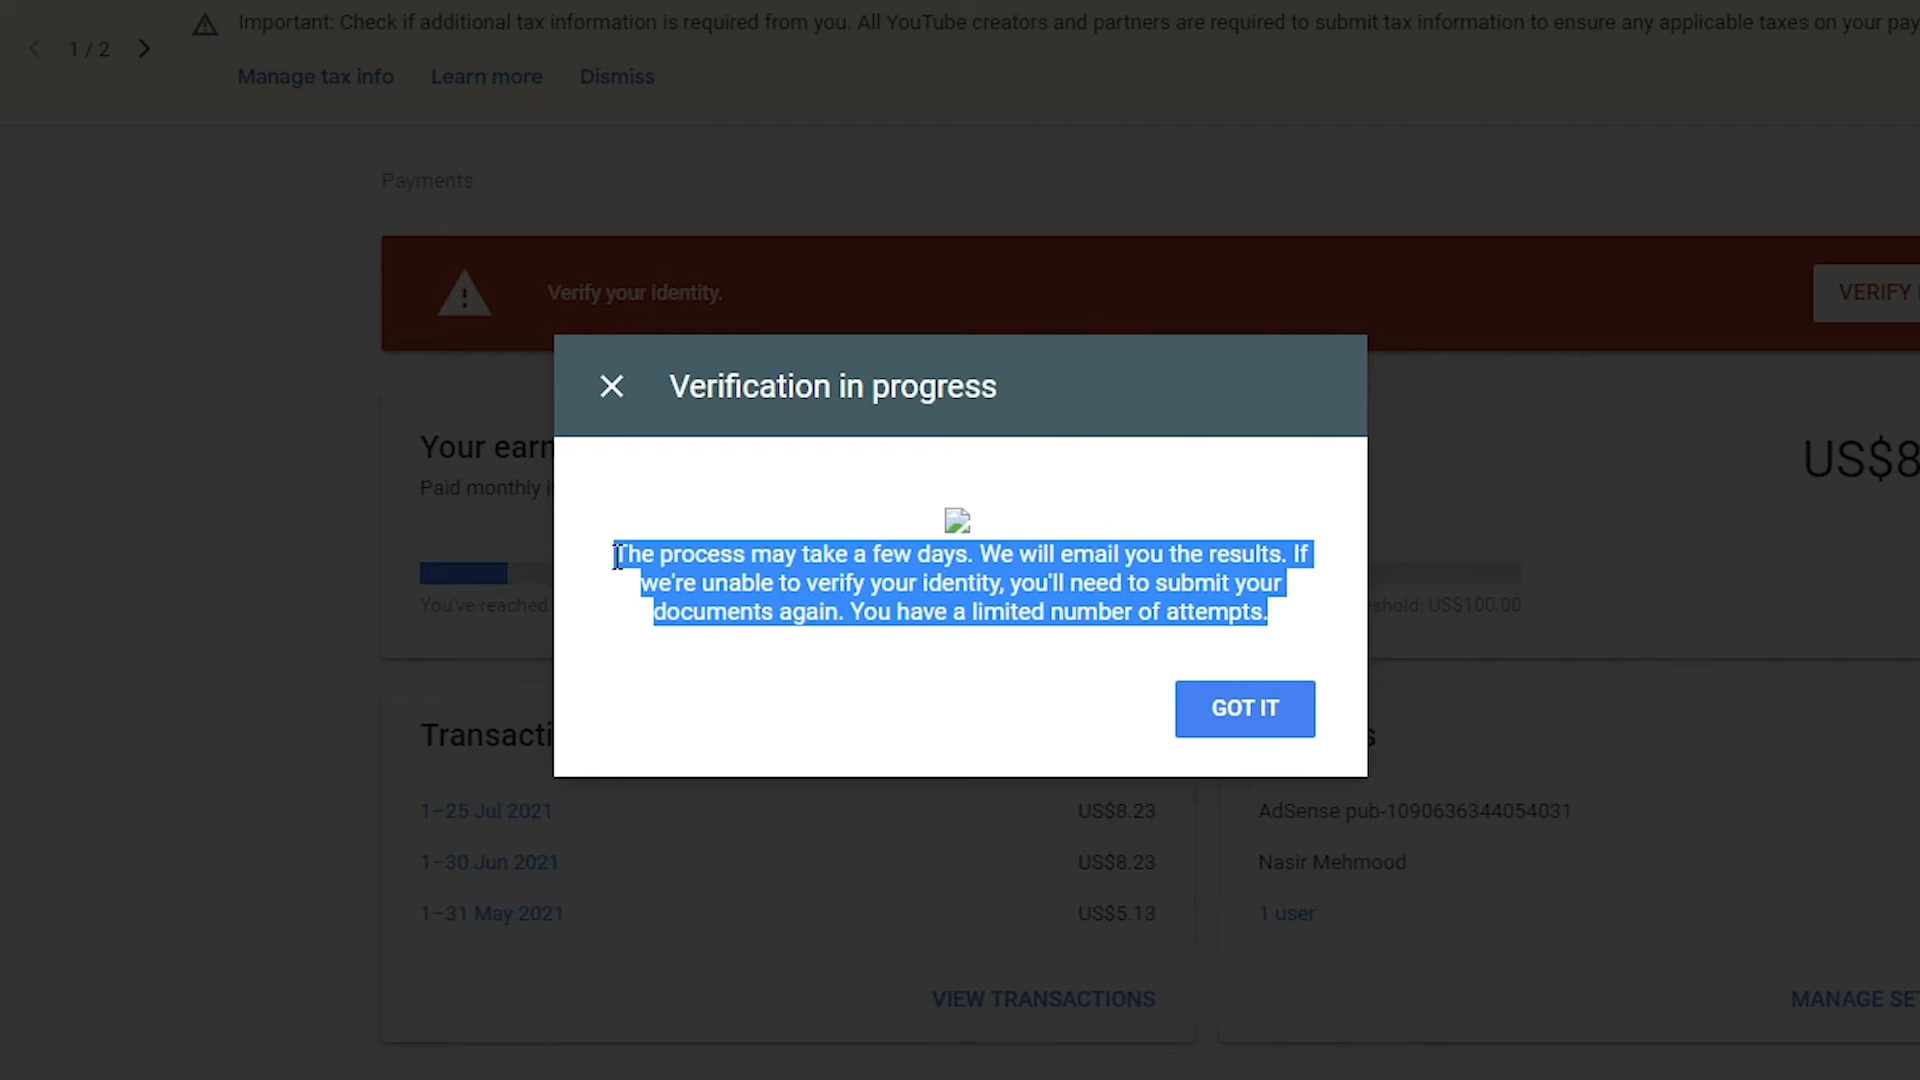 Important: Check if additional tax information is required from you. All YouTube creators and partners are required to submit tax information to ensure any applicable taxes on your pay
1 / 2
Manage tax info Learn more Dismiss
Payments
Verify your identity.
VERIFY
Verification in progress
Your earn
US$8
Paid monthly i
The process may take a few days. We will email you the results. If
we're unable to verify your identity, you'll need to submit your
documents again. You have a limited number of attempts.
You've reached
shold: US$100.00
GOT IT
Transacti
s
1–25 Jul 2021 US$8.23
1–30 Jun 2021 US$8.23
1–31 May 2021 US$5.13
VIEW TRANSACTIONS
AdSense pub-1090636344054031
Nasir Mehmood
1 user
MANAGE SET